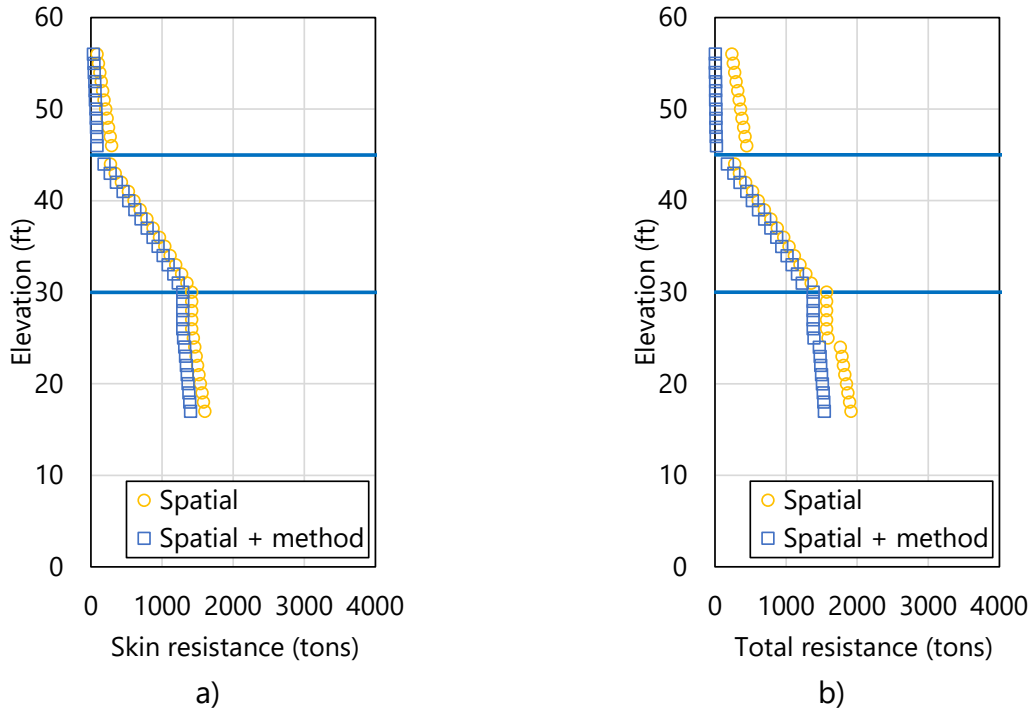 60
50
40
30
20
10
0
Elevation (ft)
Spatial
Spatial + method
0 1000 2000 3000 4000
Skin resistance (tons)
a)
60
50
40
30
20
10
0
Elevation (ft)
Spatial
Spatial + method
0 1000 2000 3000 4000
Total resistance (tons)
b)